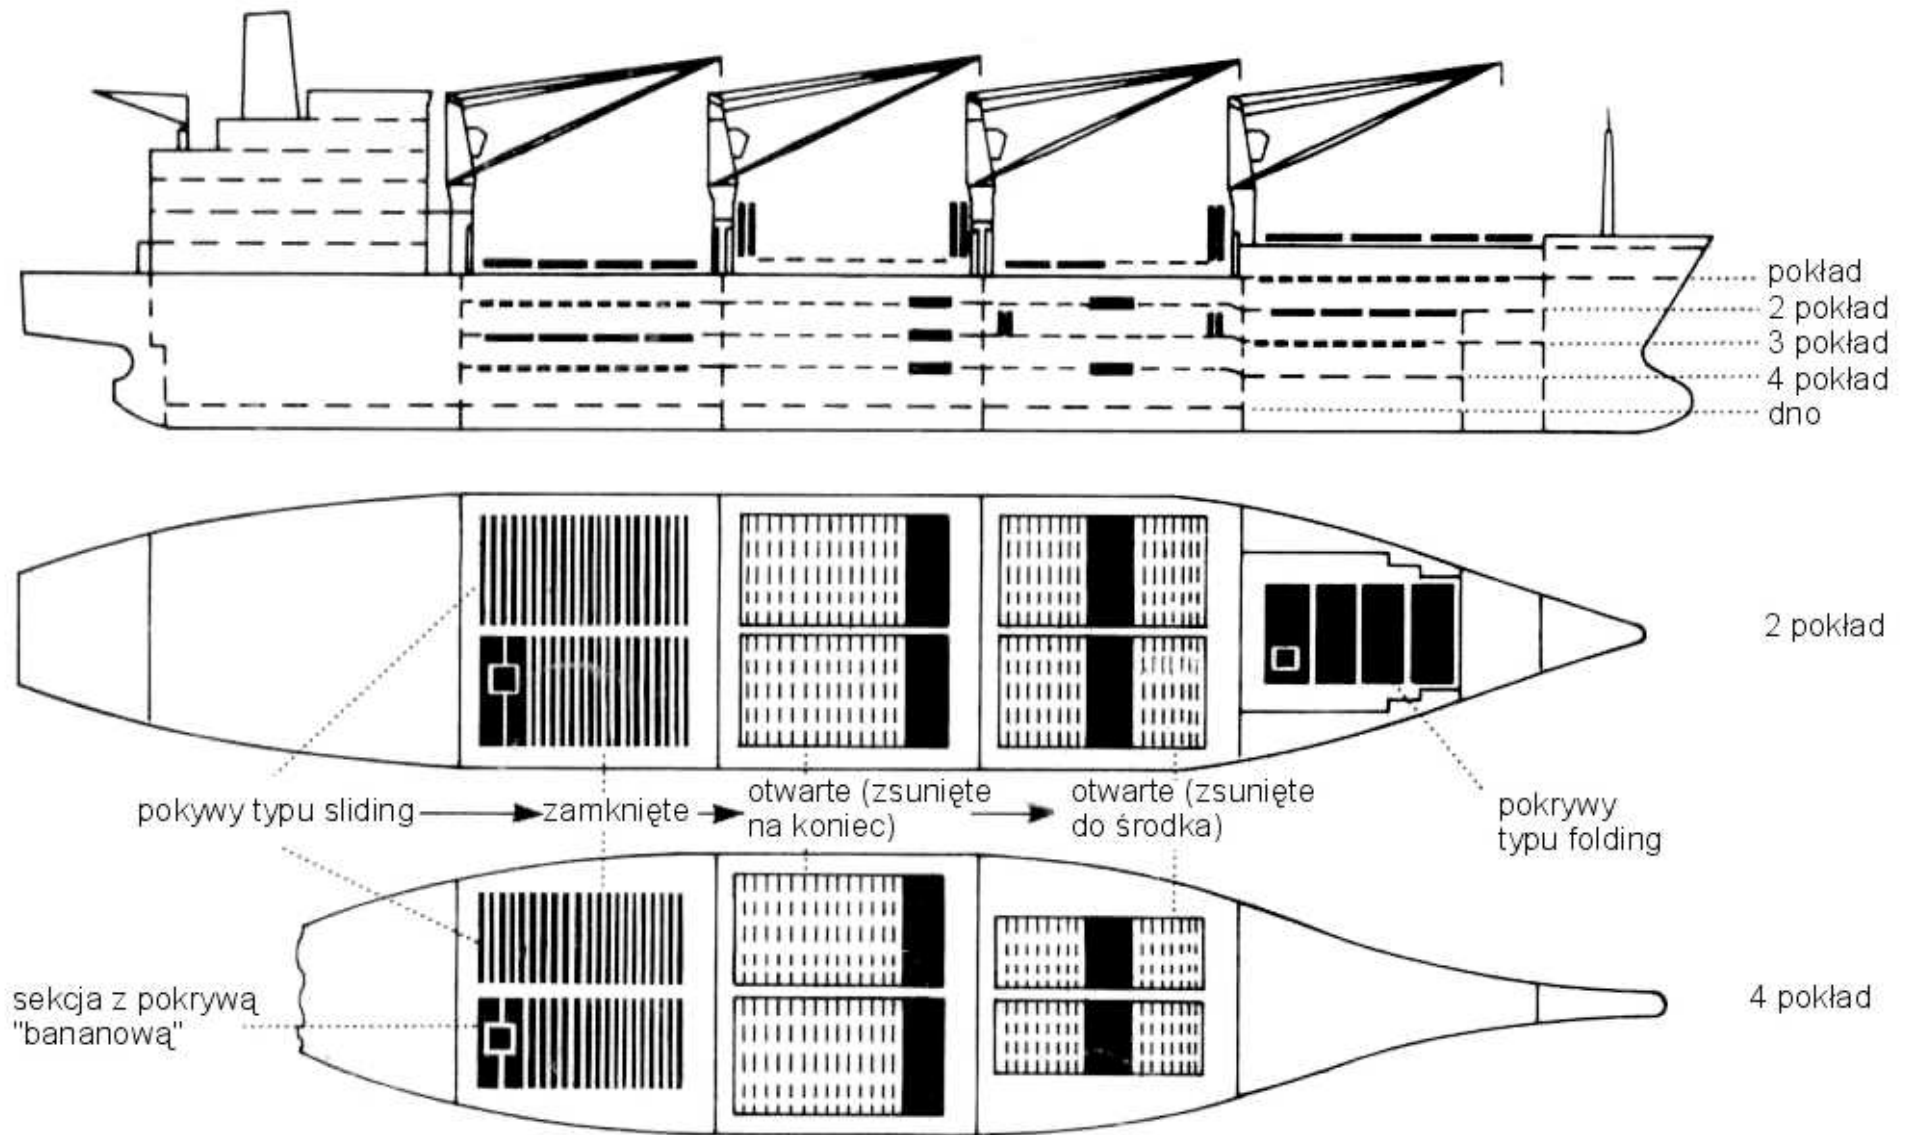 pokład
2 pokład
3 pokład
4 pokład
dno
2 pokład
pokywy typu sliding
zamknięte
otwarte (zsunięte
na koniec)
otwarte (zsunięte
do środka)
pokrywy
typu folding
sekcja z pokrywą
"bananową"
4 pokład